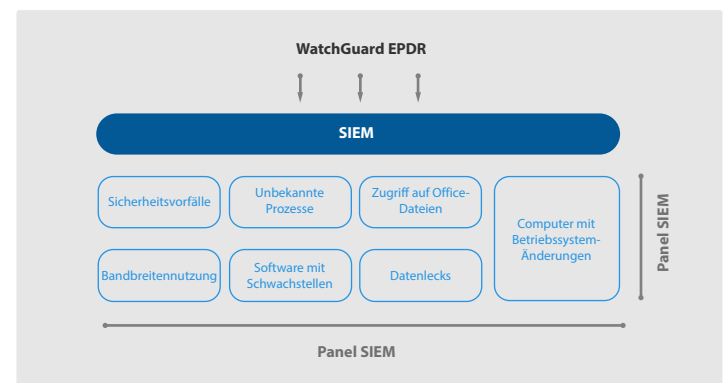 WatchGuard EPDR
SIEM
Sicherheitsvorfälle
Unbekannte
Prozesse
Zugriff auf Office-
Dateien
Computer mit
Betriebssystem-
Änderungen
Bandbreitennutzung
Software mit
Schwachstellen
Datenlecks
Panel SIEM
Panel SIEM